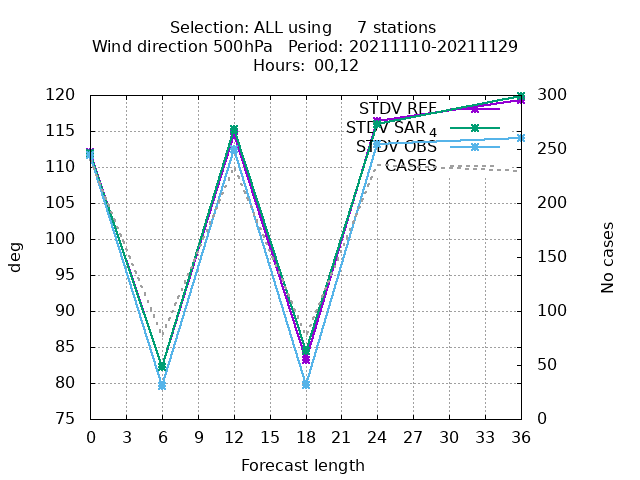 Selection: ALL using     7 stations
Wind direction 500hPa   Period: 20211110-20211129
Hours: 00,12
STDV REF
STDV SAR 4
STDV OBS
CASES
120
115
110
105
100
95
90
85
80
75
300
250
200
150
100
50
0
deg
No cases
0 3 6 9 12 15 18 21 24 27 30 33 36
Forecast length